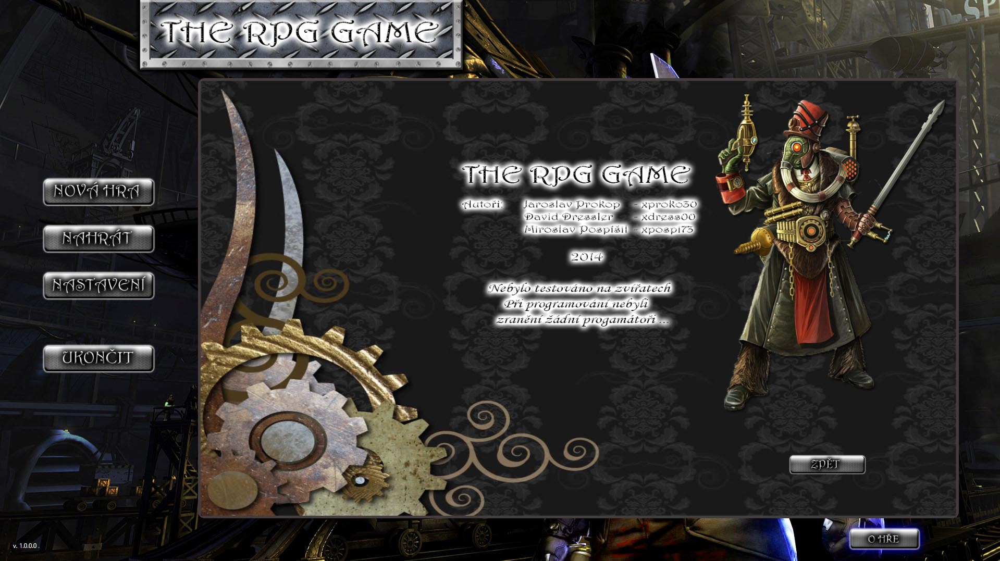 THE RPG GAME
NOVÁ HRA
NAHRÁT
NASTAVENÍ
UKONČIT
THE RPG GAME
Autoři: Jaroslav Prokop - xproko30
David Dressler - xdress00
Miroslav Pospíšil - xpospi73
2014
Nebylo testováno na zvířatech
Při programování nebyli
zranění žádní progamátoři ...
ZPĚT
O HŘE
v. 1.0.0.0